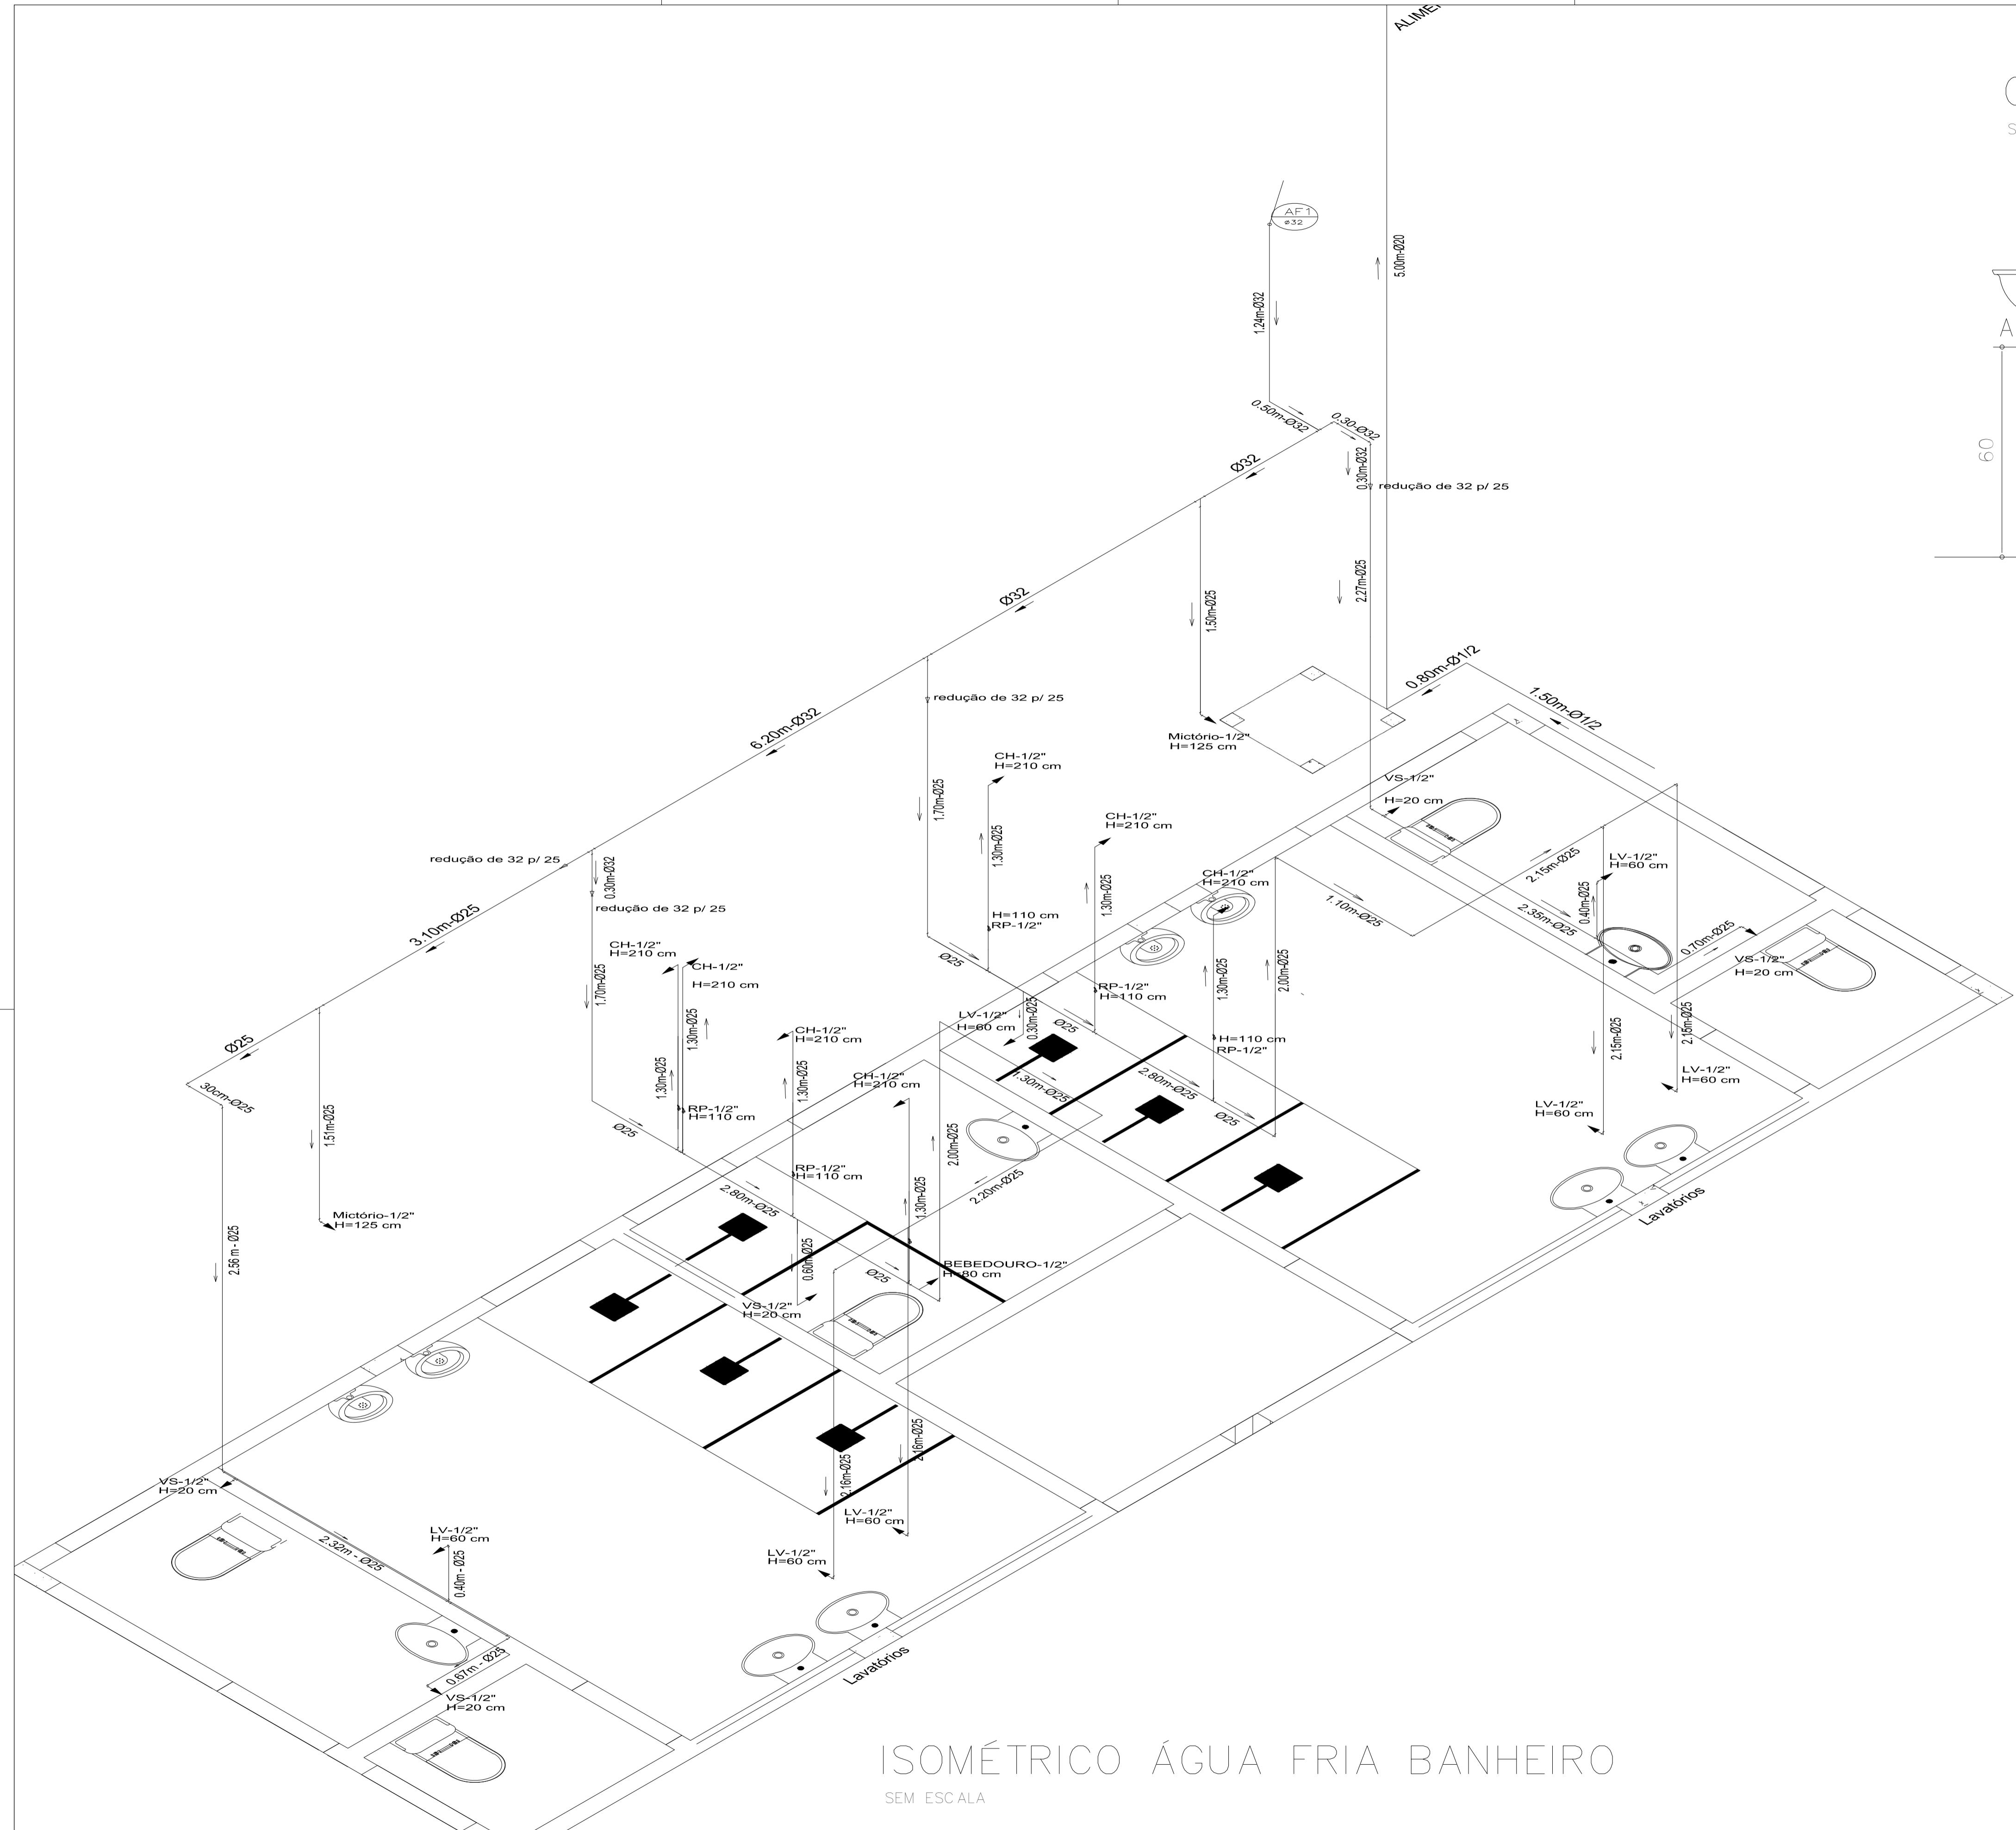 AF1
ø32
5.00m-Ø20
1.24m-Ø32
0.50m-Ø32
0.30-Ø32
0.30m-Ø32
redução de 32 p/ 25
Ø32
60
2.27m-Ø25
1.50m-Ø25
Ø32
0.80m-Ø1/2
1.50m-Ø1/2
redução de 32 p/ 25
6.20m-Ø32
Mictório-1/2"
H=125 cm
CH-1/2"
H=210 cm
VS-1/2"
H=20 cm
1.70m-Ø25
CH-1/2"
H=210 cm
1.30m-Ø25
redução de 32 p/ 25
0.30m-Ø32
2.15m-Ø25
LV-1/2"
H=60 cm
CH-1/2"
H=210 cm
1.30m-Ø25
1.10m-Ø25
2.35m-Ø25
0.40m-Ø25
redução de 32 p/ 25
3.10m-Ø25
H=110 cm
RP-1/2"
CH-1/2"
H=210 cm
CH-1/2"
H=210 cm
Ø25
0.70m-Ø25
VS-1/2"
H=20 cm
1.70m-Ø25
1.30m-Ø25
2.00m-Ø25
RP-1/2"
H=110 cm
LV-1/2"
H=60 cm
0.30m-Ø25
Ø25
CH-1/2"
H=210 cm
1.30m-Ø25
H=110 cm
RP-1/2"
2.15m-Ø25
2.15m-Ø25
Ø25
30cm-Ø25
1.30m-Ø25
1.30m-Ø25
CH-1/2"
H=210 cm
1.30m-Ø25
2.80m-Ø25
LV-1/2"
H=60 cm
RP-1/2"
H=110 cm
Ø25
Ø25
LV-1/2"
H=60 cm
1.51m-Ø25
2.00m-Ø25
RP-1/2"
H=110 cm
2.80m-Ø25
1.30m-Ø25
2.20m-Ø25
Mictório-1/2"
H=125 cm
Lavatórios
2.56 m - Ø25
0.60m-Ø25
Ø25
BEBEDOURO-1/2"
H=80 cm
VS-1/2"
H=20 cm
2.16m-Ø25
2.16m-Ø25
VS-1/2"
H=20 cm
LV-1/2"
H=60 cm
LV-1/2"
H=60 cm
2.32m - Ø25
0.40m - Ø25
LV-1/2"
H=60 cm
0.67m - Ø25
Lavatórios
VS-1/2"
H=20 cm
ISOMÉTRICO ÁGUA FRIA BANHEIRO
SEM ESCALA